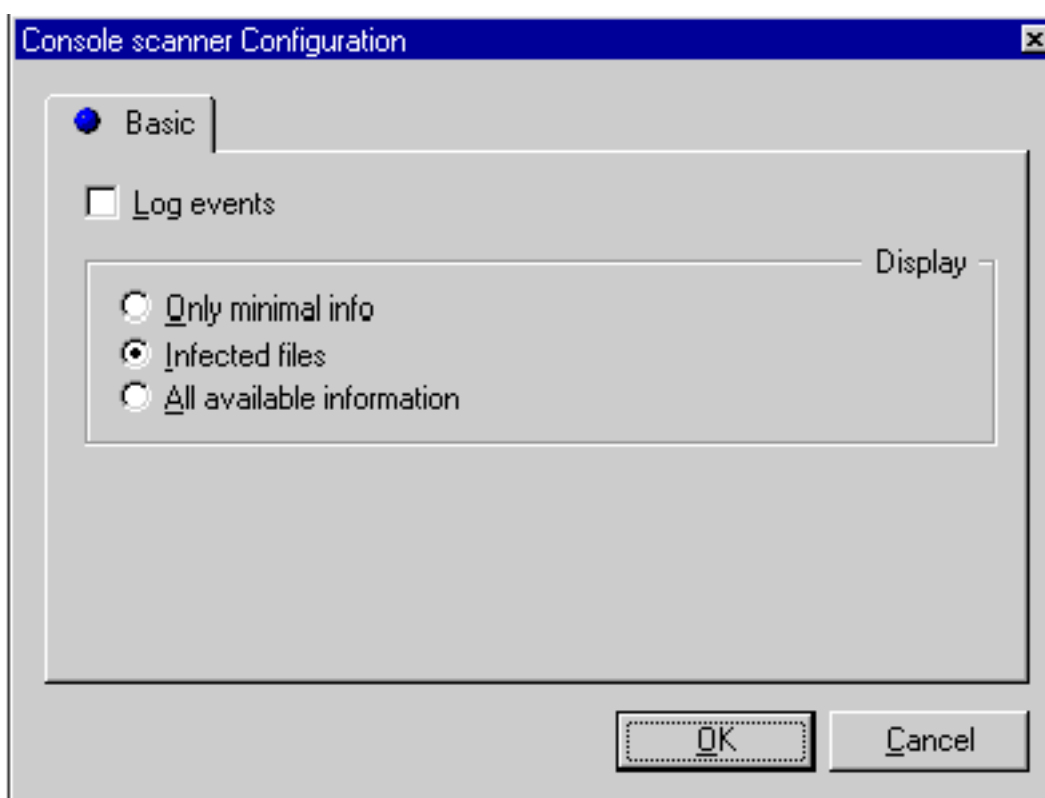 Console scanner Configuration
Basic
Log events
Display
Only minimal info
Infected files
All available information
OK
Cancel